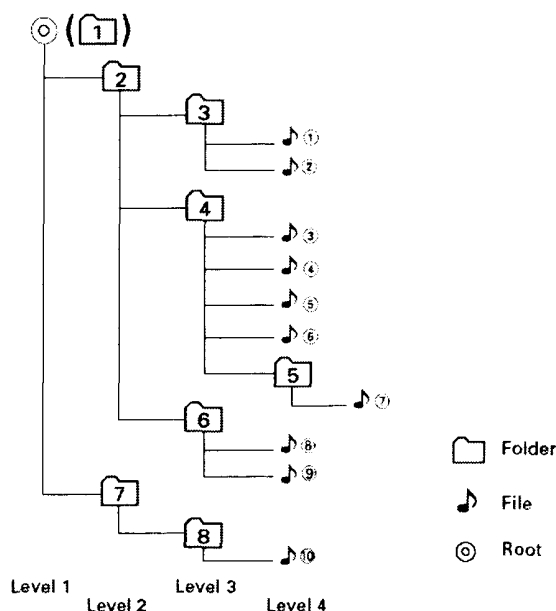 (1)
2
3
①
②
4
③
④
⑤
⑥
5
⑦
6
⑧
⑨
7
8
⑩
Folder
File
Root
Level 1
Level 2
Level 3
Level 4